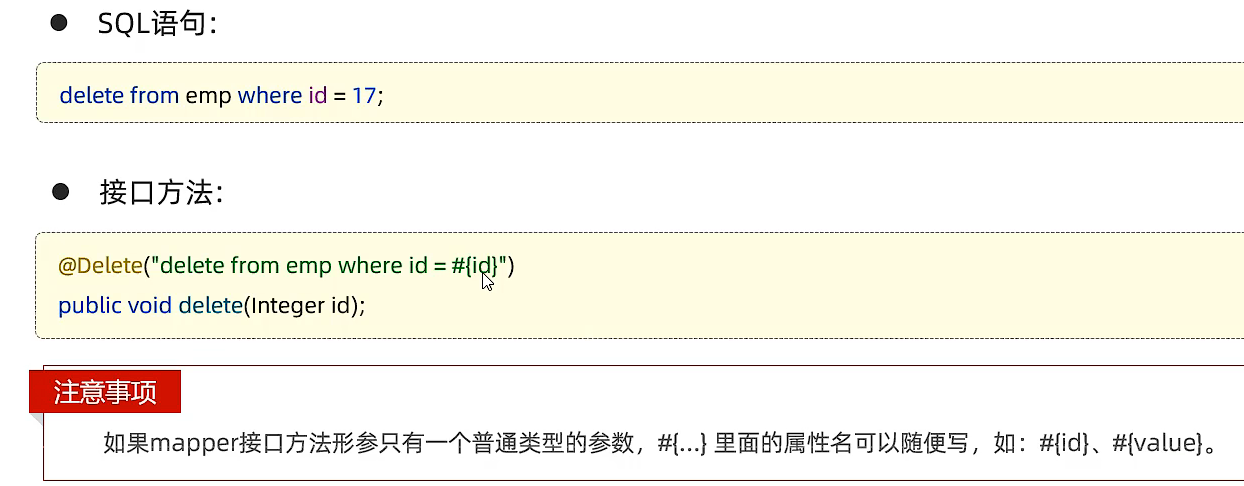 SQL语句：
delete from emp where id = 17;
接口方法：
@Delete("delete from emp where id = #{id}")
public void delete(Integer id);
注意事项
如果mapper接口方法形参只有一个普通类型的参数，#{…} 里面的属性名可以随便写，如：#{id}、#{value}。